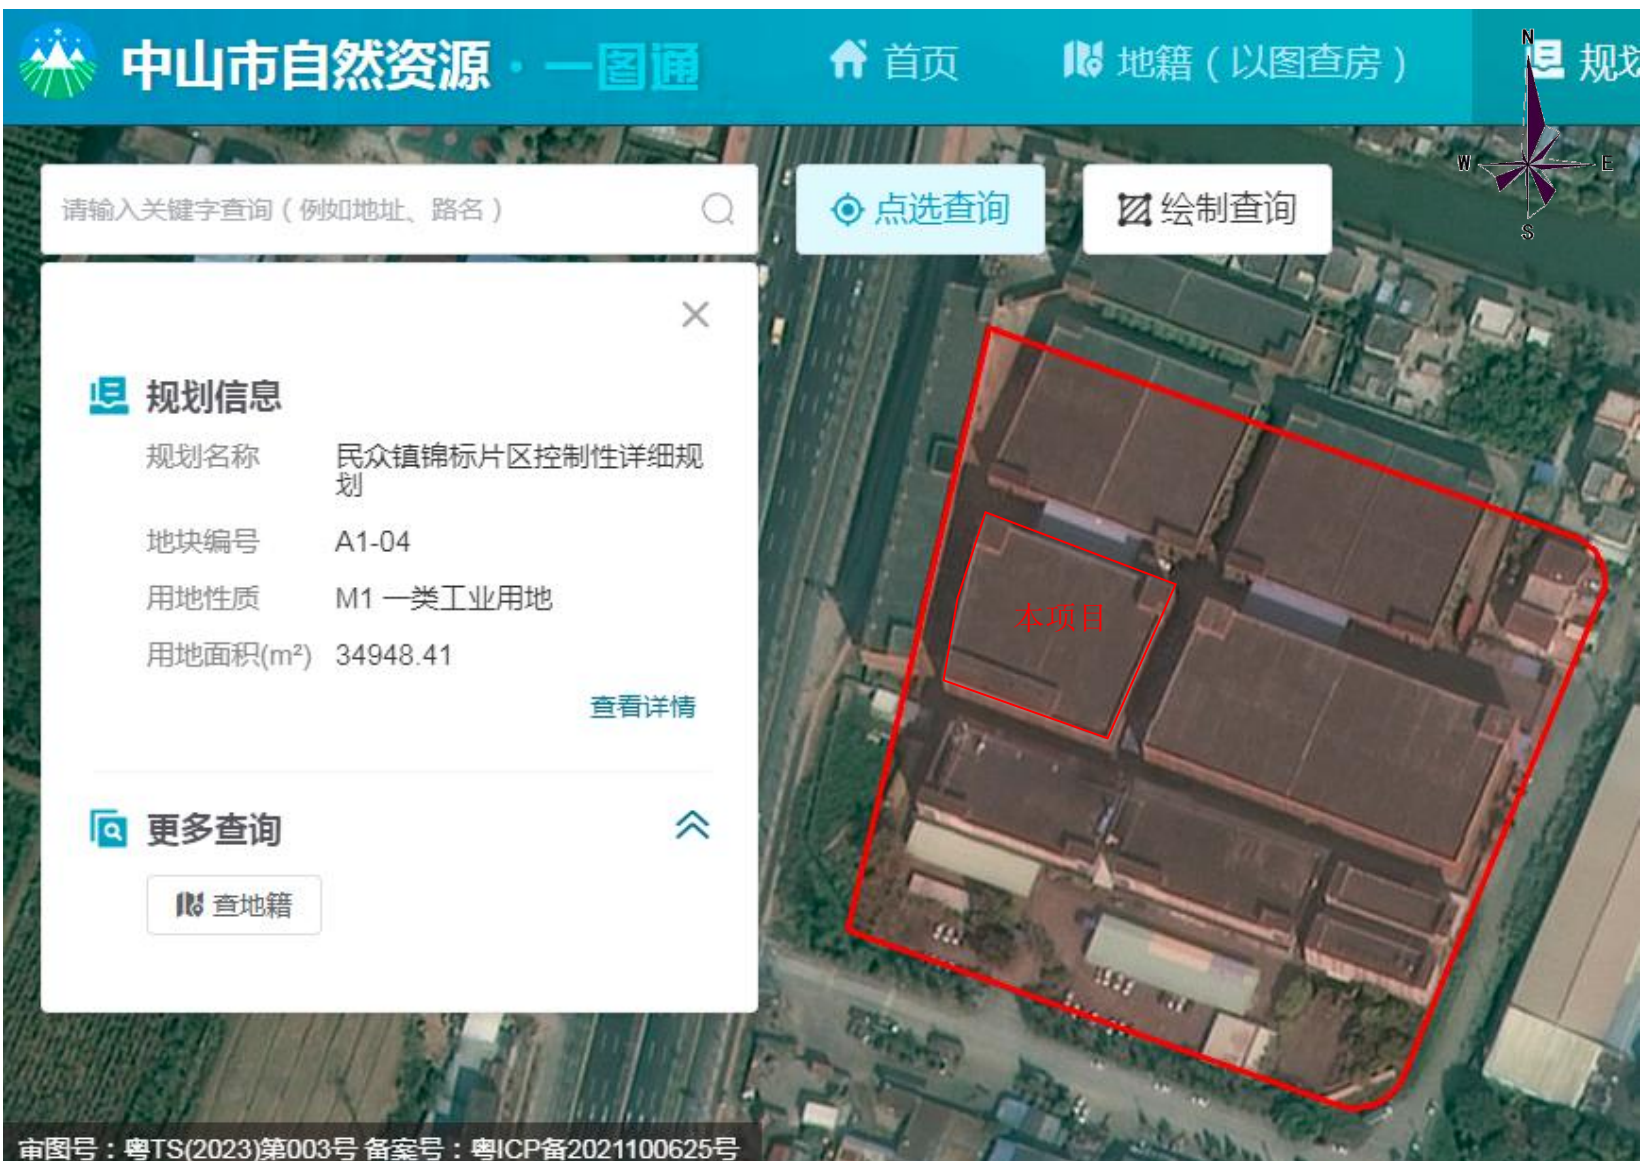 中山市自然资源·一图通
首页
地籍（以图查房）
规划
N
W
E
S
请输入关键字查询（例如地址、路名）
点选查询
绘制查询
规划信息
规划名称 民众镇锦标片区控制性详细规
划
地块编号 A1-04
用地性质 M1 一类工业用地
用地面积(m²) 34948.41
查看详情
本项目
更多查询
查地籍
审图号：粤TS(2023)第003号 备案号：粤ICP备2021100625号